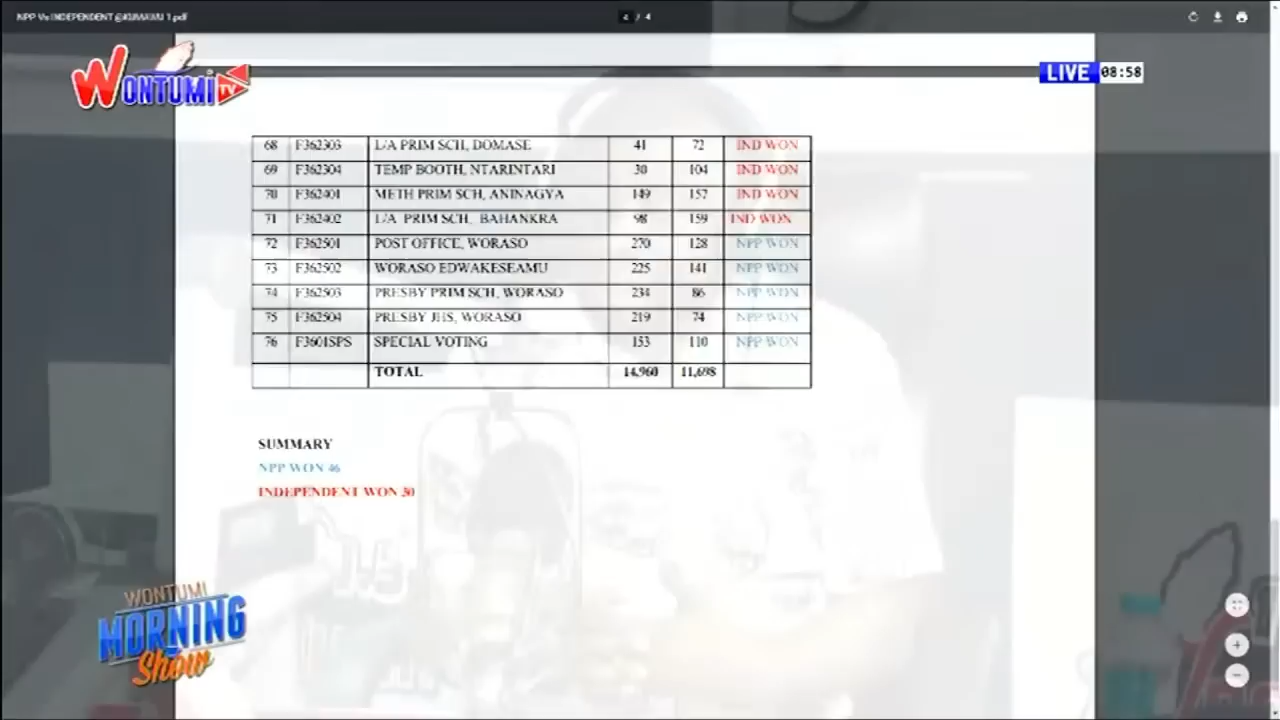 NPP Vs INDEPENDENT @KUMAWU 1.pdf
4 / 4
WONTUMI TV
LIVE 08:58
68 F362303 L/A PRIM SCH, DOMASE 41 72 IND WON
69 F362304 TEMP BOOTH, NTARINTARI 30 104 IND WON
70 F362401 METH PRIM SCH, ANINAGYA 149 157 IND WON
71 F362402 L/A PRIM SCH, BAHANKRA 98 159 IND WON
72 F362501 POST OFFICE, WORASO 270 128 NPP WON
73 F362502 WORASO EDWAKESEAMU 225 141 NPP WON
74 F362503 PRESBY PRIM SCH, WORASO 234 86 NPP WON
75 F362504 PRESBY JHS, WORASO 219 74 NPP WON
76 F3601SPS SPECIAL VOTING 153 110 NPP WON
TOTAL 14,960 11,698
SUMMARY
NPP WON 46
INDEPENDENT WON 30
WONTUMI
MORNING
Show